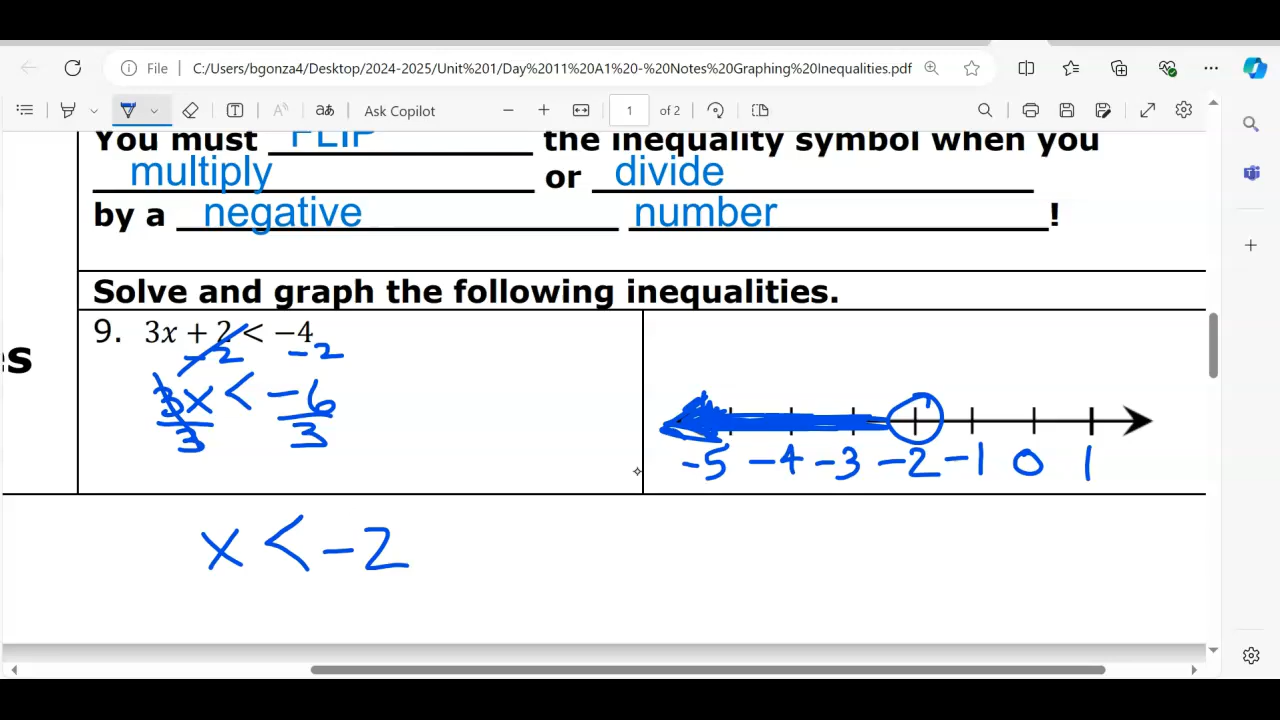 File C:/Users/bgonza4/Desktop/2024-2025/Unit%201/Day%2011%20A1%20-%20Notes%20Graphing%20Inequalities.pdf
aあ Ask Copilot 1 of 2
You must FLIP the inequality symbol when you
multiply or divide
by a negative number !
Solve and graph the following inequalities.
es
9. 3x + 2 < −4
-2 -2
3x < -6
3 3
-5 -4 -3 -2 -1 0 1
x < -2